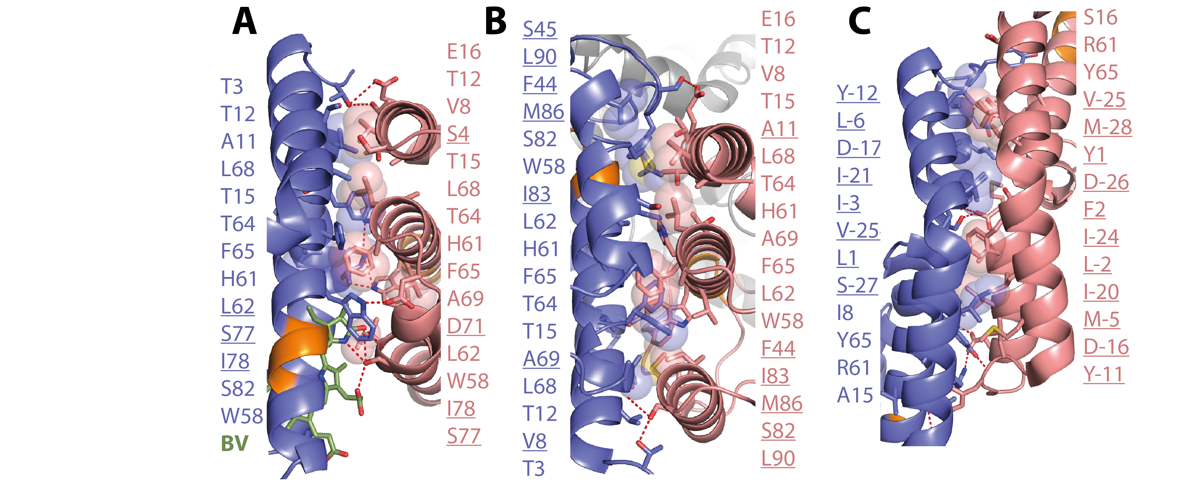 A
T3
T12
A11
L68
T15
T64
F65
H61
L62
S77
I78
S82
W58
BV
E16
T12
V8
S4
T15
L68
T64
H61
F65
A69
D71
L62
W58
I78
S77
B
S45
L90
F44
M86
S82
W58
I83
L62
H61
F65
T64
T15
A69
L68
T12
V8
T3
E16
T12
V8
T15
A11
L68
T64
H61
A69
F65
L62
W58
F44
I83
M86
S82
L90
C
Y-12
L-6
D-17
I-21
I-3
V-25
L1
S-27
I8
Y65
R61
A15
S16
R61
Y65
V-25
M-28
Y1
D-26
F2
I-24
L-2
I-20
M-5
D-16
Y-11